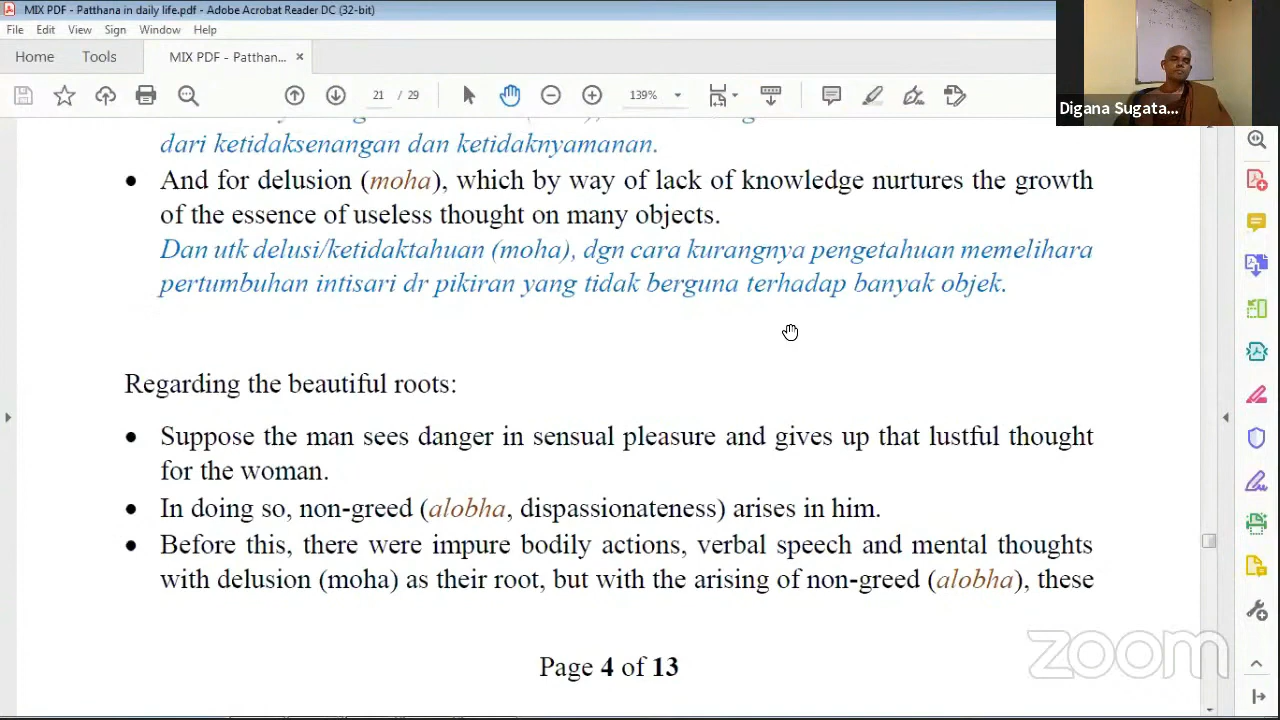 MIX PDF - Patthana in daily life.pdf - Adobe Acrobat Reader DC (32-bit)
File Edit View Sign Window Help
Home Tools MIX PDF - Patthan... ×
21 / 29 139%
Digana Sugata...
dari ketidaksenangan dan ketidaknyamanan.
• And for delusion (moha), which by way of lack of knowledge nurtures the growth
of the essence of useless thought on many objects.
Dan utk delusi/ketidaktahuan (moha), dgn cara kurangnya pengetahuan memelihara
pertumbuhan intisari dr pikiran yang tidak berguna terhadap banyak objek.
Regarding the beautiful roots:
• Suppose the man sees danger in sensual pleasure and gives up that lustful thought
for the woman.
• In doing so, non-greed (alobha, dispassionateness) arises in him.
• Before this, there were impure bodily actions, verbal speech and mental thoughts
with delusion (moha) as their root, but with the arising of non-greed (alobha), these
Page 4 of 13
zoom